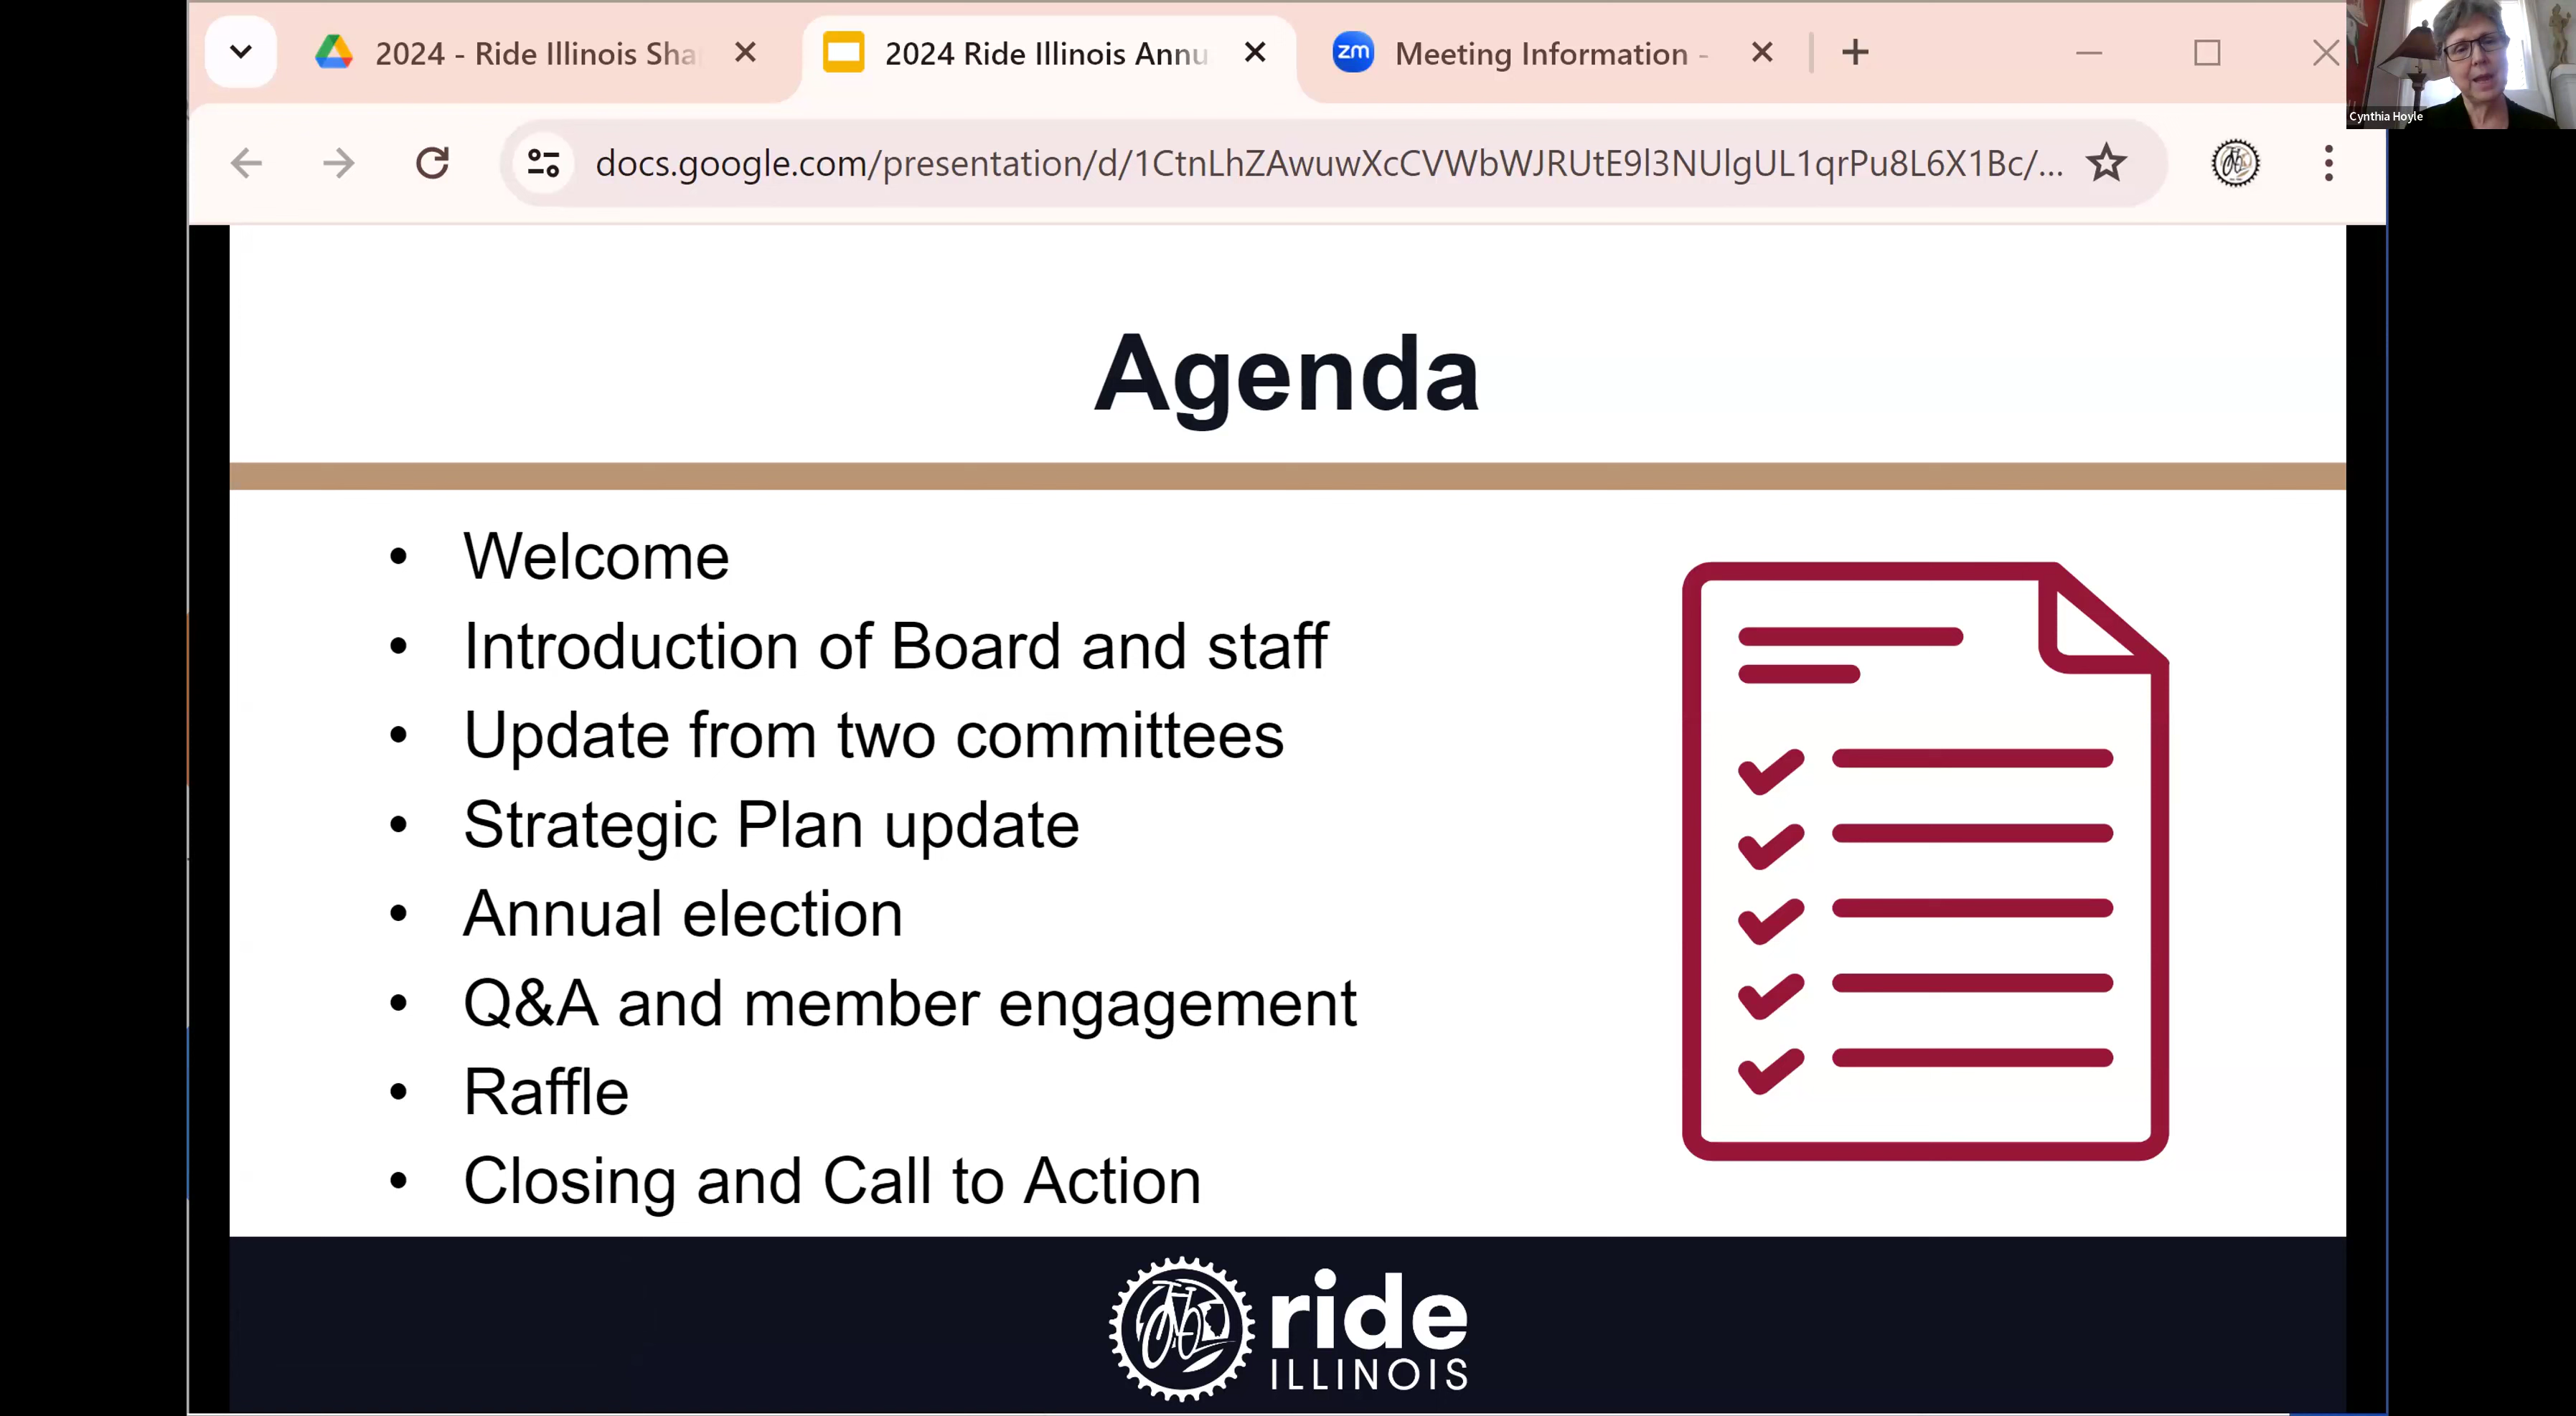 2024 - Ride Illinois Sha
2024 Ride Illinois Annu
zm
Meeting Information -
Cynthia Hoyle
docs.google.com/presentation/d/1CtnLhZAwuwXcCVWbWJRUtE9l3NUlgUL1qrPu8L6X1Bc/...
Agenda
• Welcome
• Introduction of Board and staff
• Update from two committees
• Strategic Plan update
• Annual election
• Q&A and member engagement
• Raffle
• Closing and Call to Action
ride
ILLINOIS